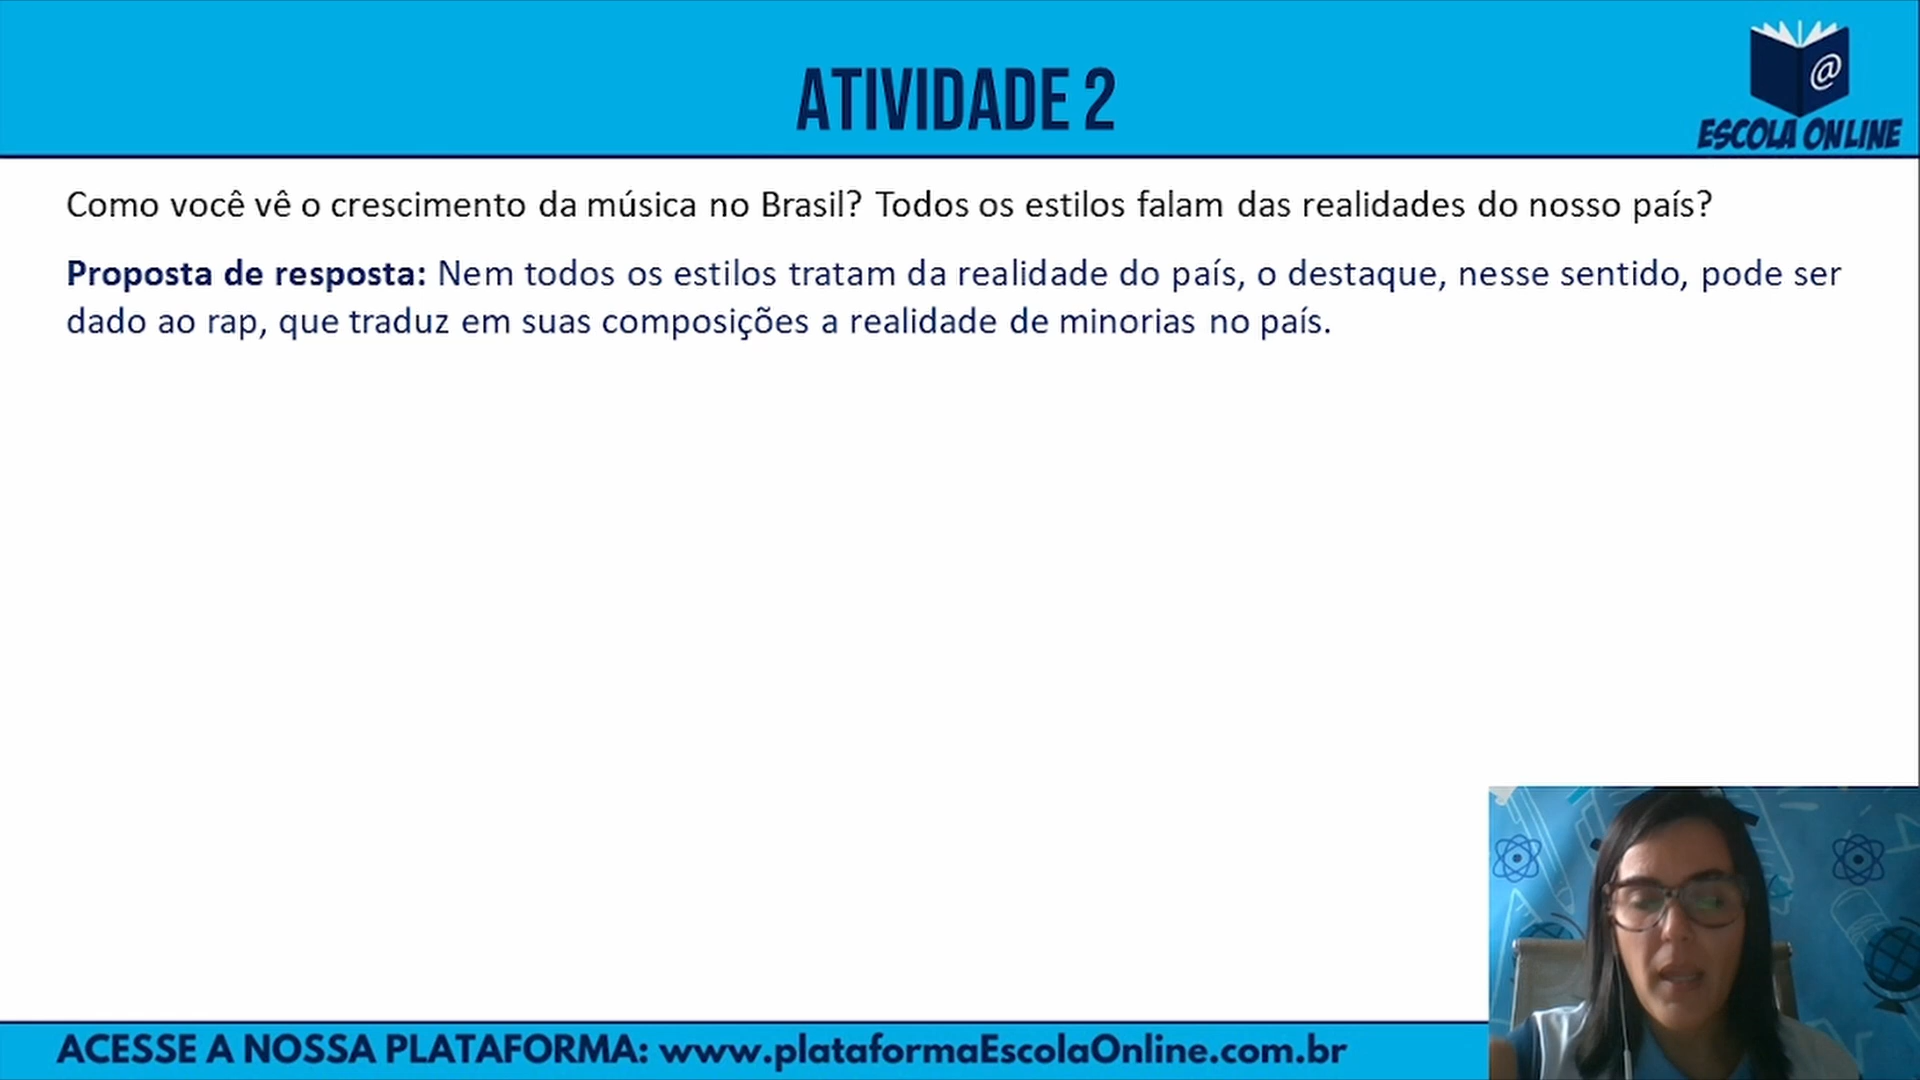 ATIVIDADE 2
@
ESCOLA ONLINE
Como você vê o crescimento da música no Brasil? Todos os estilos falam das realidades do nosso país?
Proposta de resposta: Nem todos os estilos tratam da realidade do país, o destaque, nesse sentido, pode ser
dado ao rap, que traduz em suas composições a realidade de minorias no país.
ACESSE A NOSSA PLATAFORMA: www.plataformaEscolaOnline.com.br